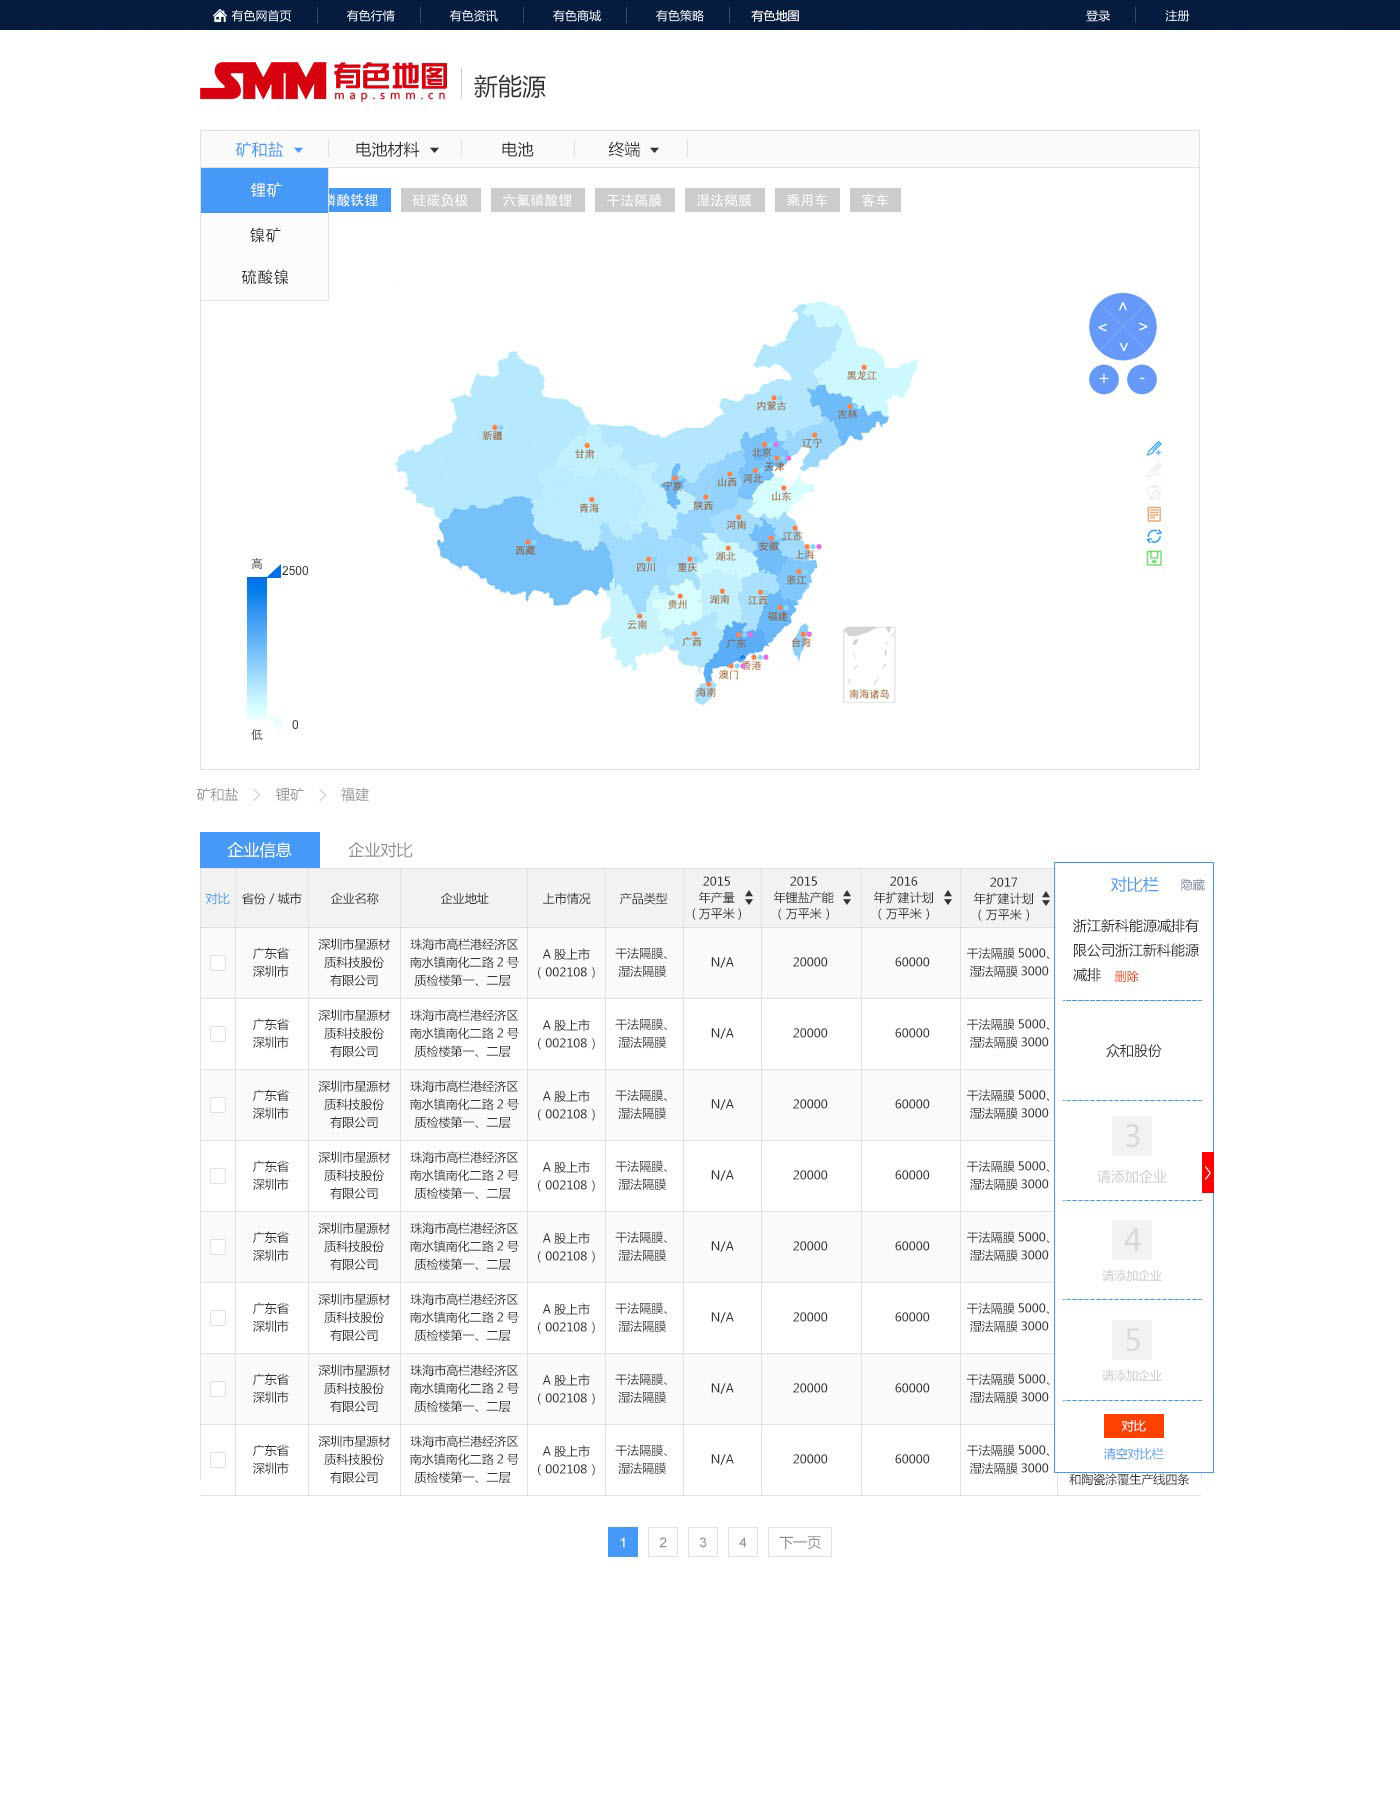 有色网首页 有色行情 有色资讯 有色商城 有色策略 有色地图 登录 注册
SMM 有色地图 新能源
map.smm.cn
矿和盐 电池材料 电池 终端
锂矿
镍矿
硫酸镍
磷酸铁锂 硅碳负极 六氟磷酸锂 干法隔膜 湿法隔膜 乘用车 客车
黑龙江
内蒙古
吉林
新疆
辽宁
甘肃
北京
天津
宁夏
山西
河北
山东
青海
陕西
河南
江苏
西藏
安徽
上海
湖北
四川
重庆
浙江
贵州
湖南
江西
福建
云南
广西
广东
台湾
香港
澳门
海南
南海诸岛
高
2500
0
低
矿和盐 > 锂矿 > 福建
企业信息 企业对比
对比 省份 / 城市 企业名称 企业地址 上市情况 产品类型
2015
年产量
( 万平米 )
2015
年锂盐产能
( 万平米 )
2016
年扩建计划
( 万平米 )
2017
年扩建计划
( 万平米 )
广东省 深圳市星源材 珠海市高栏港经济区 A 股上市 干法隔膜、 N/A 20000 60000 干法隔膜 5000、
深圳市 质科技股份 南水镇南化二路 2 号 ( 002108 ) 湿法隔膜 湿法隔膜 3000
有限公司 质检楼第一、二层
广东省 深圳市星源材 珠海市高栏港经济区 A 股上市 干法隔膜、 N/A 20000 60000 干法隔膜 5000、
深圳市 质科技股份 南水镇南化二路 2 号 ( 002108 ) 湿法隔膜 湿法隔膜 3000
有限公司 质检楼第一、二层
广东省 深圳市星源材 珠海市高栏港经济区 A 股上市 干法隔膜、 N/A 20000 60000 干法隔膜 5000、
深圳市 质科技股份 南水镇南化二路 2 号 ( 002108 ) 湿法隔膜 湿法隔膜 3000
有限公司 质检楼第一、二层
广东省 深圳市星源材 珠海市高栏港经济区 A 股上市 干法隔膜、 N/A 20000 60000 干法隔膜 5000、
深圳市 质科技股份 南水镇南化二路 2 号 ( 002108 ) 湿法隔膜 湿法隔膜 3000
有限公司 质检楼第一、二层
广东省 深圳市星源材 珠海市高栏港经济区 A 股上市 干法隔膜、 N/A 20000 60000 干法隔膜 5000、
深圳市 质科技股份 南水镇南化二路 2 号 ( 002108 ) 湿法隔膜 湿法隔膜 3000
有限公司 质检楼第一、二层
广东省 深圳市星源材 珠海市高栏港经济区 A 股上市 干法隔膜、 N/A 20000 60000 干法隔膜 5000、
深圳市 质科技股份 南水镇南化二路 2 号 ( 002108 ) 湿法隔膜 湿法隔膜 3000
有限公司 质检楼第一、二层
广东省 深圳市星源材 珠海市高栏港经济区 A 股上市 干法隔膜、 N/A 20000 60000 干法隔膜 5000、
深圳市 质科技股份 南水镇南化二路 2 号 ( 002108 ) 湿法隔膜 湿法隔膜 3000
有限公司 质检楼第一、二层
广东省 深圳市星源材 珠海市高栏港经济区 A 股上市 干法隔膜、 N/A 20000 60000 干法隔膜 5000、
深圳市 质科技股份 南水镇南化二路 2 号 ( 002108 ) 湿法隔膜 湿法隔膜 3000
有限公司 质检楼第一、二层
和陶瓷涂覆生产线四条
对比栏 隐藏
浙江新科能源减排有
限公司浙江新科能源
减排 删除
众和股份
3
请添加企业
4
请添加企业
5
请添加企业
对比
清空对比栏
1 2 3 4 下一页